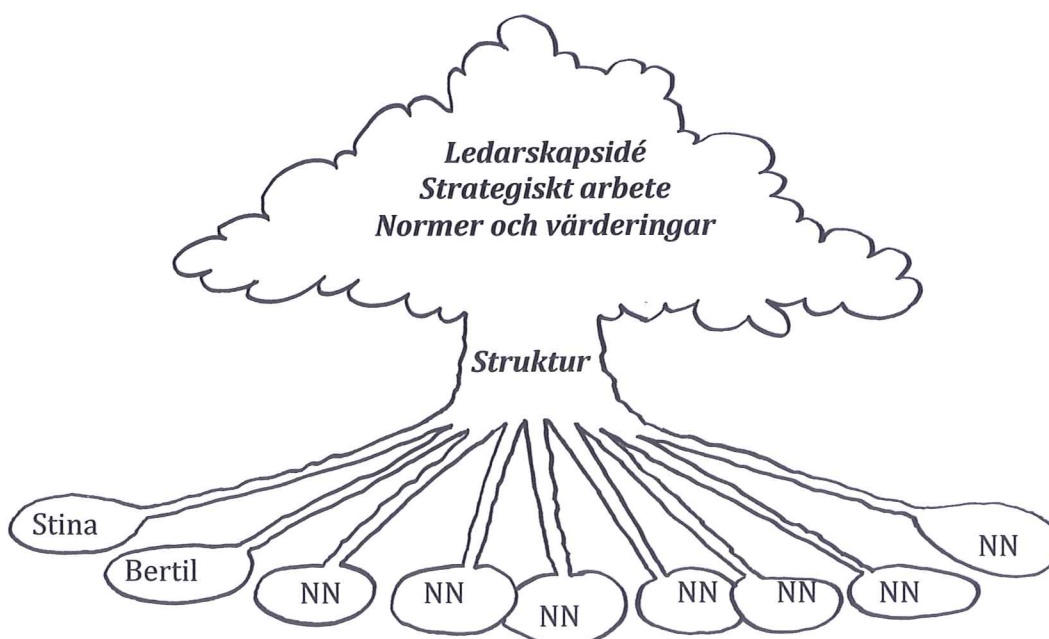 Ledarskapsidé
Strategiskt arbete
Normer och värderingar
Struktur
Stina
Bertil
NN
NN
NN
NN
NN
NN
NN